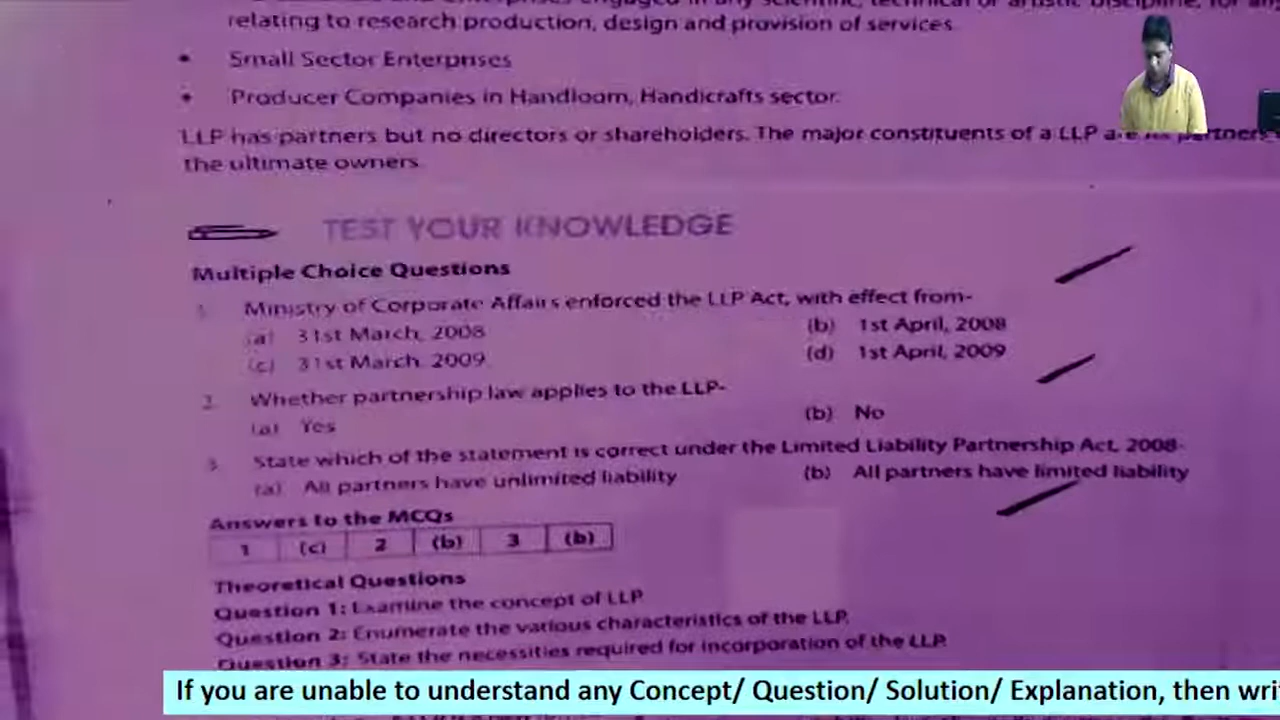 relating to research production, design and provision of services.
• Small Sector Enterprises
• Producer Companies in Handloom, Handicrafts sector.
LLP has partners but no directors or shareholders. The major constituents of a LLP are its partners
the ultimate owners.
TEST YOUR KNOWLEDGE
Multiple Choice Questions
1. Ministry of Corporate Affairs enforced the LLP Act, with effect from-
(a) 31st March, 2008 (b) 1st April, 2008
(c) 31st March, 2009 (d) 1st April, 2009
2. Whether partnership law applies to the LLP-
(a) Yes (b) No
3. State which of the statement is correct under the Limited Liability Partnership Act, 2008-
(a) All partners have unlimited liability (b) All partners have limited liability
Answers to the MCQs
1 (c) 2 (b) 3 (b)
Theoretical Questions
Question 1: Examine the concept of LLP
Question 2: Enumerate the various characteristics of the LLP.
Question 3: State the necessities required for incorporation of the LLP.
If you are unable to understand any Concept/ Question/ Solution/ Explanation, then wri